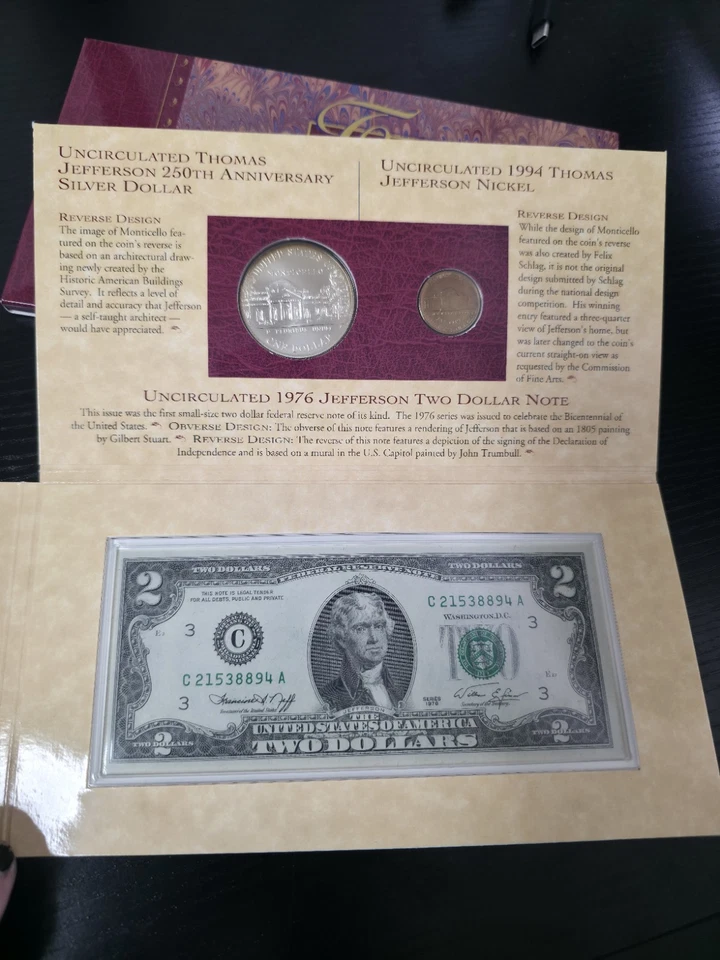 UNCIRCULATED THOMAS
JEFFERSON 250TH ANNIVERSARY
SILVER DOLLAR
REVERSE DESIGN
The image of Monticello fea-
tured on the coin's reverse is
based on an architectural draw-
ing newly created by the
Historic American Buildings
Survey. It reflects a level of
detail and accuracy that Jefferson
— a self-taught architect —
would have appreciated.
UNITED STATES
MONTICELLO
E PLURIBUS UNUM
ONE DOLLAR
UNCIRCULATED 1994 THOMAS
JEFFERSON NICKEL
REVERSE DESIGN
While the design of Monticello
featured on the coin's reverse
was also created by Felix
Schlag, it is not the original
design submitted by Schlag
during the national design
competition. His winning
entry featured a three-quarter
view of Jefferson's home, but
was later changed to the coin's
current straight-on view as
requested by the Commission
of Fine Arts.
UNCIRCULATED 1976 JEFFERSON TWO DOLLAR NOTE
This issue was the first small-size two dollar federal reserve note of its kind. The 1976 series was issued to celebrate the Bicentennial of
the United States. OBVERSE DESIGN: The obverse of this note features a rendering of Jefferson that is based on an 1805 painting
by Gilbert Stuart. REVERSE DESIGN: The reverse of this note features a depiction of the signing of the Declaration of
Independence and is based on a mural in the U.S. Capitol painted by John Trumbull.
2 TWO DOLLARS FEDERAL RESERVE NOTE TWO DOLLARS 2
THIS NOTE IS LEGAL TENDER
FOR ALL DEBTS, PUBLIC AND PRIVATE
C 21538894 A
WASHINGTON, D.C.
3 C 3
C 21538894 A
3 SERIES 1976 3
JEFFERSON
THE
UNITED STATES OF AMERICA
2 TWO DOLLARS 2
TWO DOLLARS TWO DOLLARS